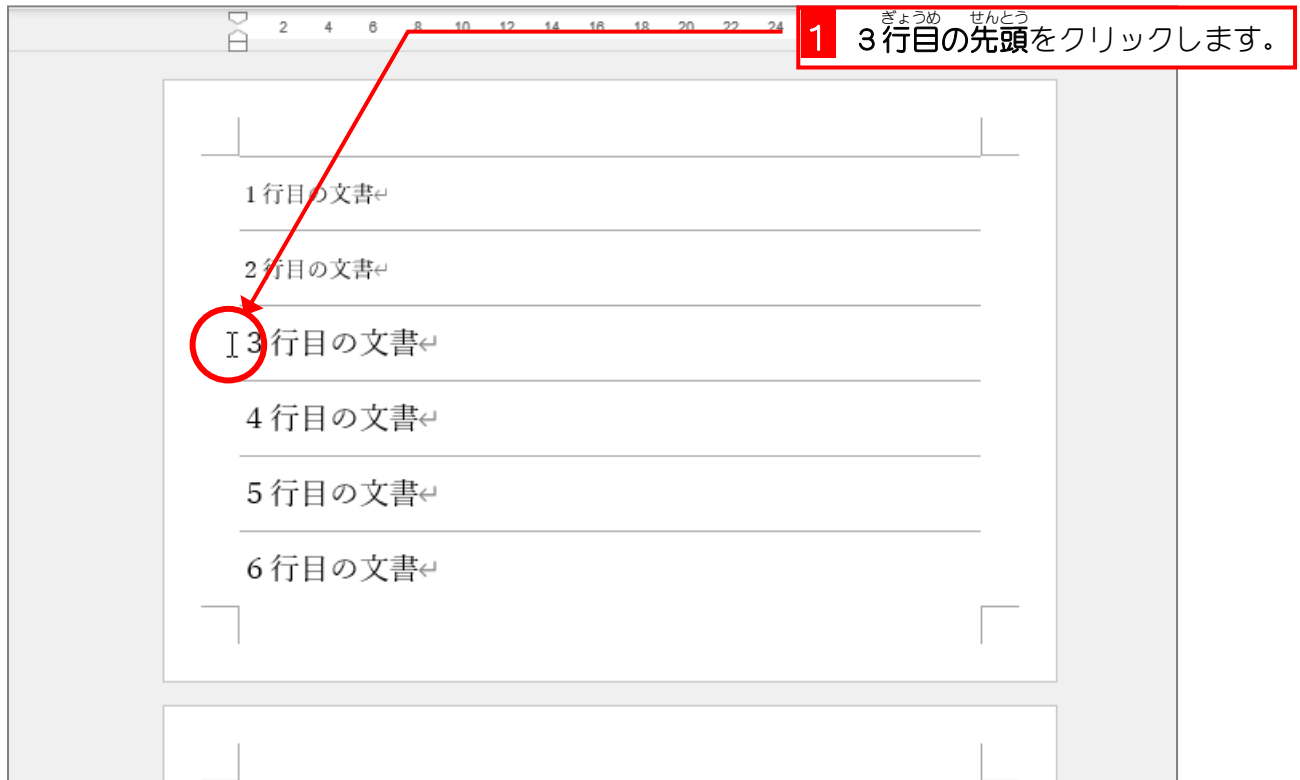 2 4 6 8 10 12 14 16 18 20 22 24
ぎょうめ せんとう
1 3行目の先頭をクリックします。
1 行目の文書↵
2 行目の文書↵
3 行目の文書↵
4 行目の文書↵
5 行目の文書↵
6 行目の文書↵